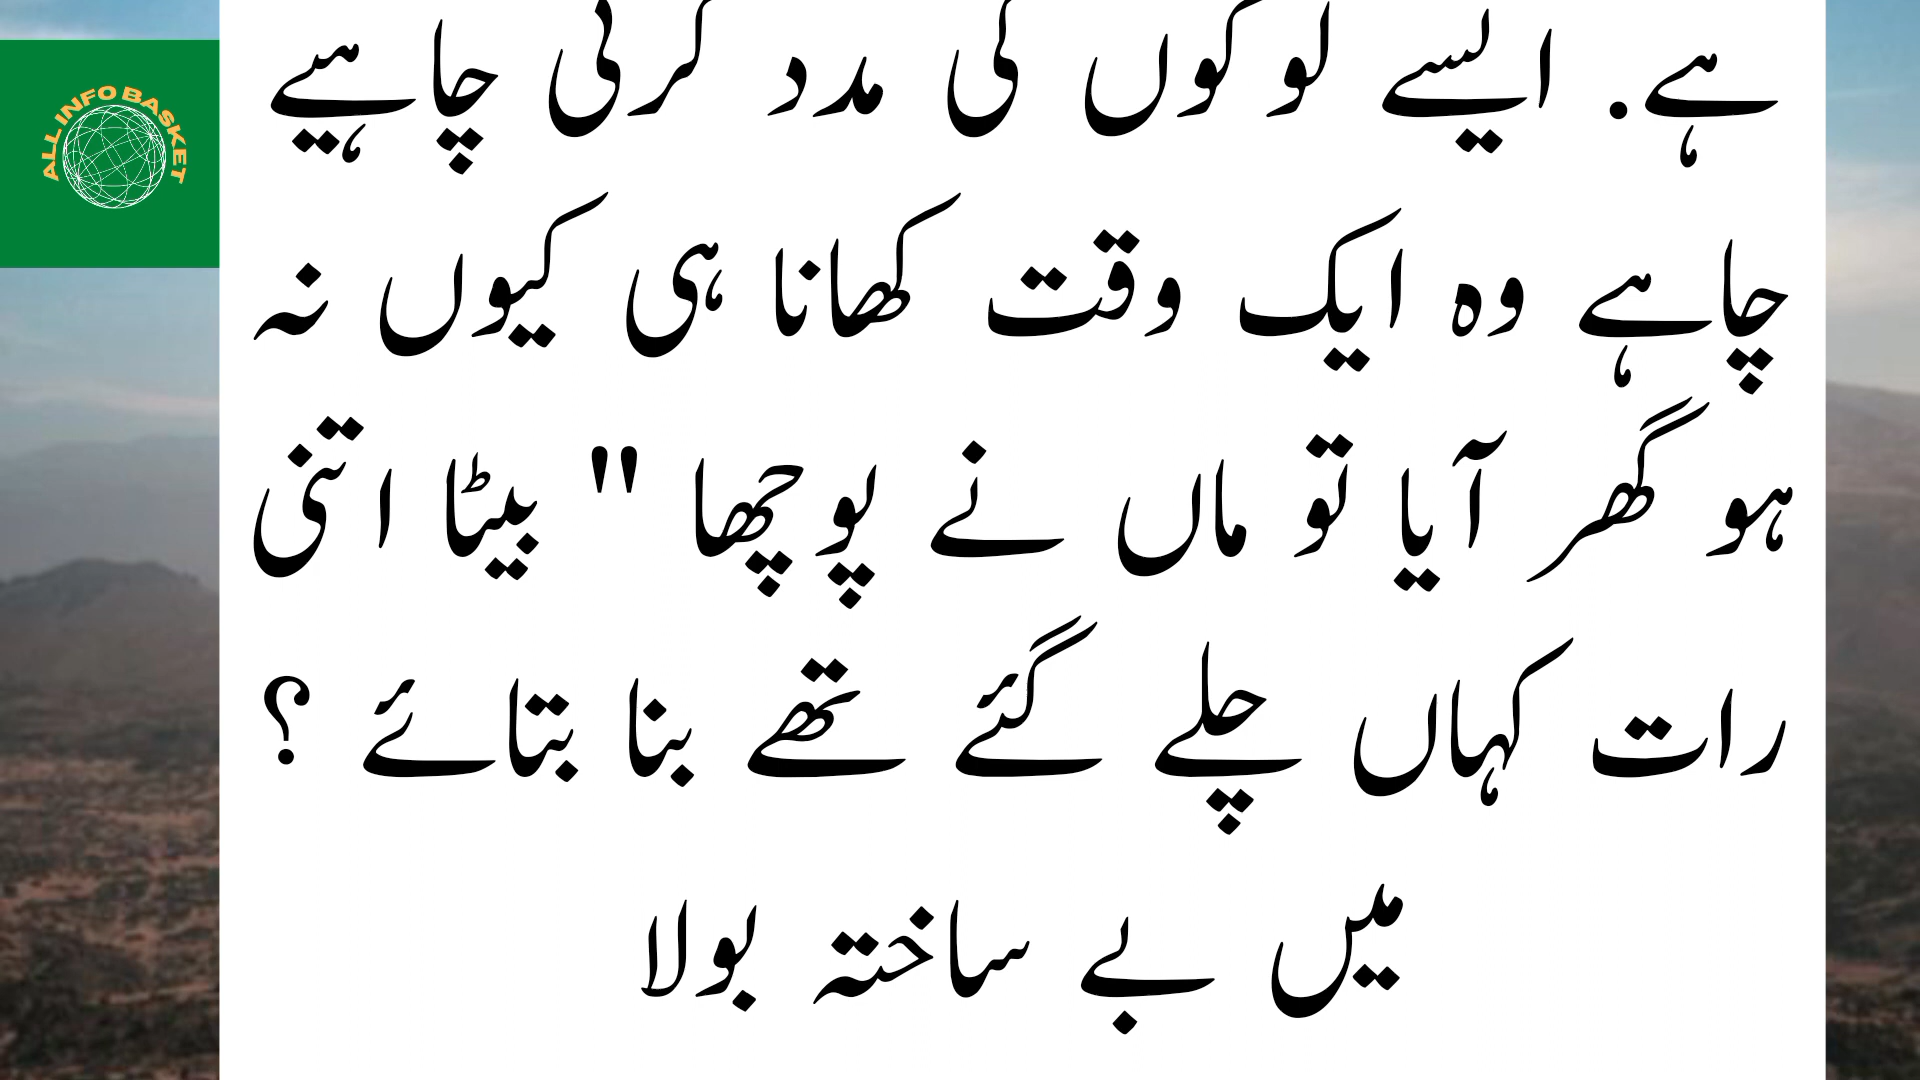 ALL INFO BASKET
ہے. ایسے لوگوں کی مدد کرنی چاہیے
چاہے وہ ایک وقت کھانا ہی کیوں نہ
ہو گھر آیا تو ماں نے پوچھا " بیٹا اتنی
رات کہاں چلے گئے تھے بنا بتائے ؟
میں بے ساختہ بولا